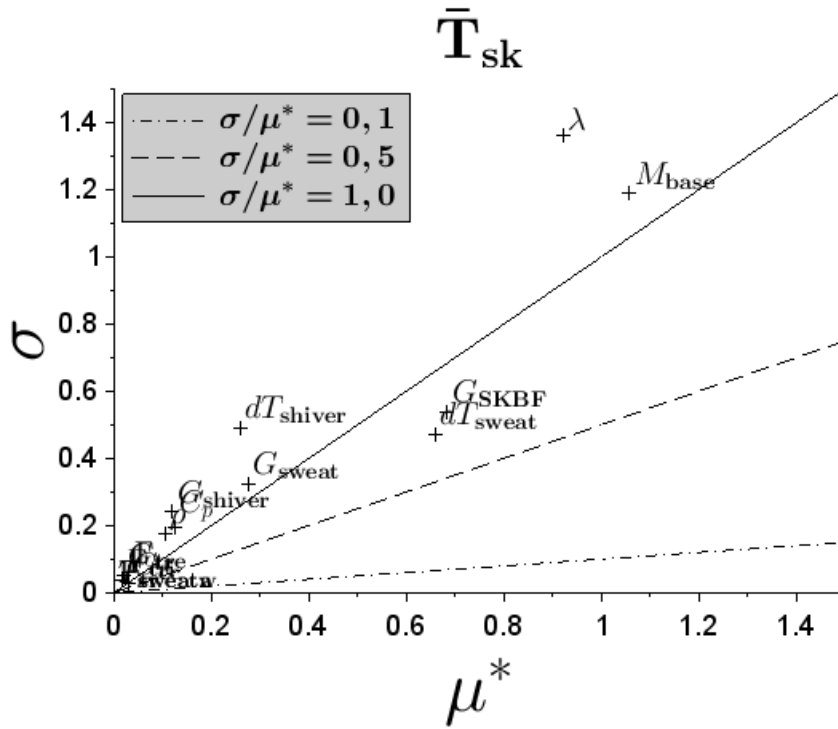 T̄sk
σ/μ* = 0,1
σ/μ* = 0,5
σ/μ* = 1,0
1.4
1.2
1
0.8
0.6
0.4
0.2
0
λ
Mbase
GSKBF
dTsweat
dTshiver
Gsweat
Gshiver
Cp
ρ
0 0.2 0.4 0.6 0.8 1 1.2 1.4
σ
μ*